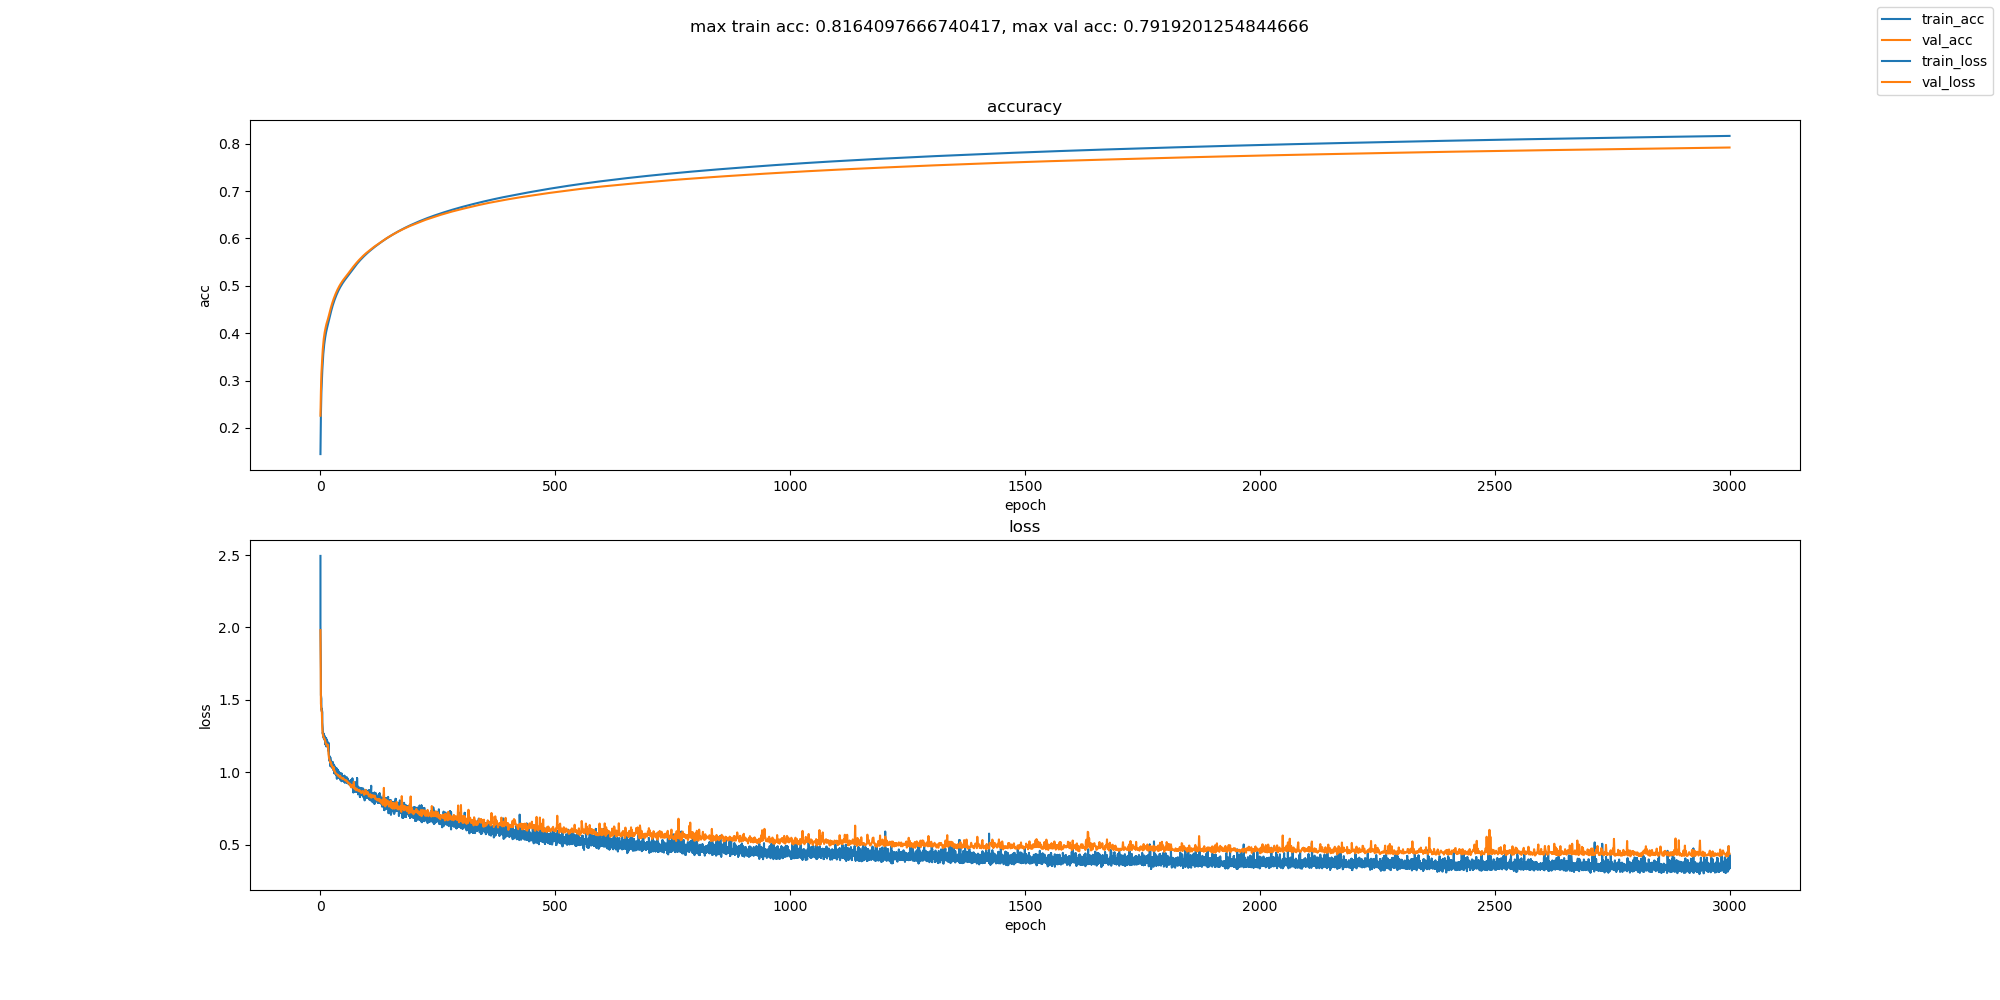 max train acc: 0.8164097666740417, max val acc: 0.7919201254844666
train_acc
val_acc
train_loss
val_loss
accuracy
0.8
0.7
0.6
0.5
0.4
0.3
0.2
acc
0 500 1000 1500 2000 2500 3000
epoch
loss
2.5
2.0
1.5
1.0
0.5
loss
0 500 1000 1500 2000 2500 3000
epoch